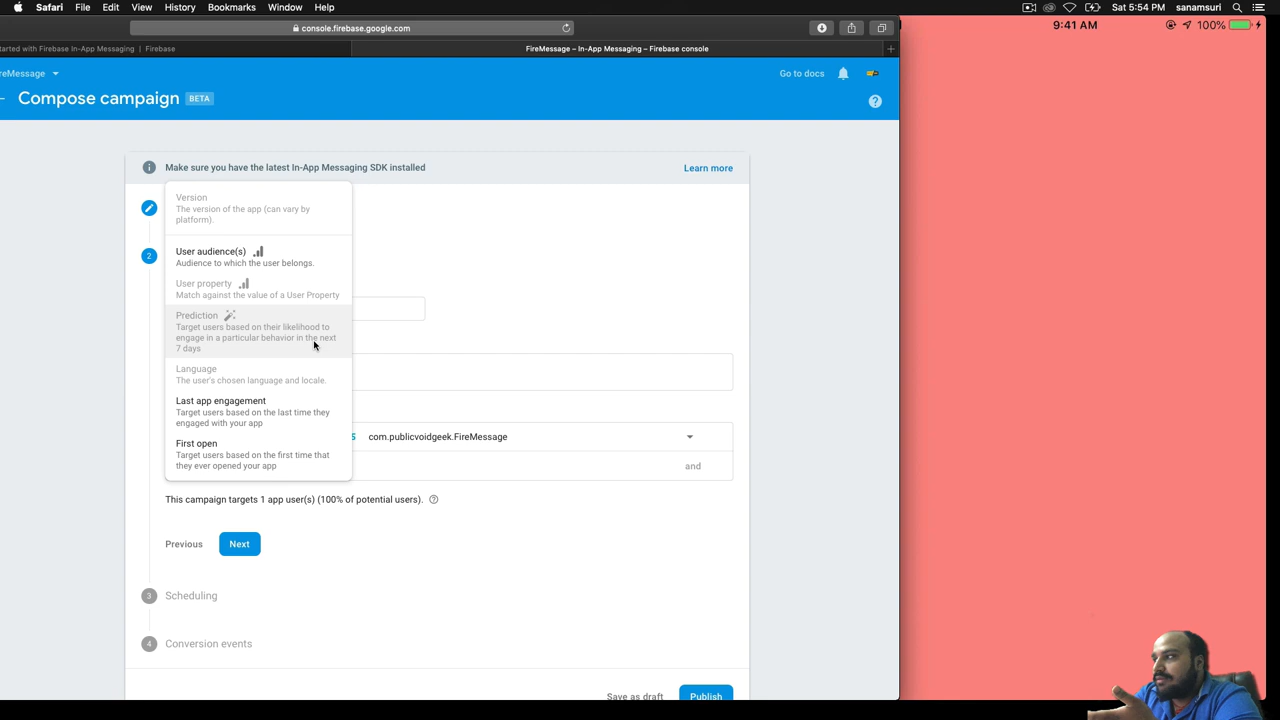 File Edit View History Bookmarks Window Help
Sat 5:54 PM sanamsuri
console.firebase.google.com
9:41 AM 100%
tarted with Firebase In-App Messaging | Firebase
FireMessage – In-App Messaging – Firebase console
reMessage
Go to docs
Compose campaign BETA
Make sure you have the latest In-App Messaging SDK installed
Learn more
Version
The version of the app (can vary by
platform).
2
User audience(s)
Audience to which the user belongs.
User property
Match against the value of a User Property
Prediction
Target users based on their likelihood to
engage in a particular behavior in the next
7 days
Language
The user's chosen language and locale.
Last app engagement
Target users based on the last time they
engaged with your app
com.publicvoidgeek.FireMessage
First open
Target users based on the first time that
they ever opened your app
and
This campaign targets 1 app user(s) (100% of potential users).
Previous Next
3 Scheduling
4 Conversion events
Save as draft Publish